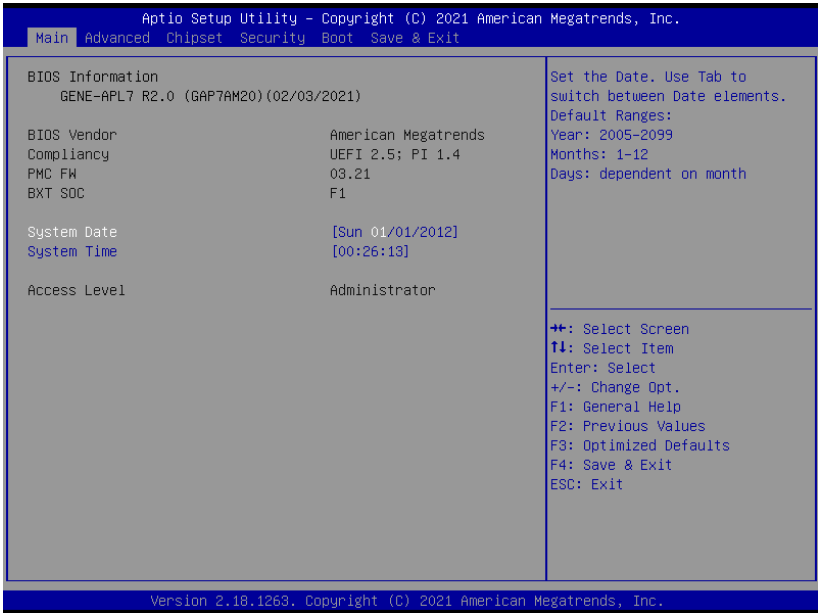 Aptio Setup Utility – Copyright (C) 2021 American Megatrends, Inc.
Main Advanced Chipset Security Boot Save & Exit
BIOS Information
GENE-APL7 R2.0 (GAP7AM20)(02/03/2021)
BIOS Vendor American Megatrends
Compliancy UEFI 2.5; PI 1.4
PMC FW 03.21
BXT SOC F1
System Date [Sun 01/01/2012]
System Time [00:26:13]
Access Level Administrator
Set the Date. Use Tab to
switch between Date elements.
Default Ranges:
Year: 2005-2099
Months: 1-12
Days: dependent on month
→←: Select Screen
↑↓: Select Item
Enter: Select
+/-: Change Opt.
F1: General Help
F2: Previous Values
F3: Optimized Defaults
F4: Save & Exit
ESC: Exit
Version 2.18.1263. Copyright (C) 2021 American Megatrends, Inc.